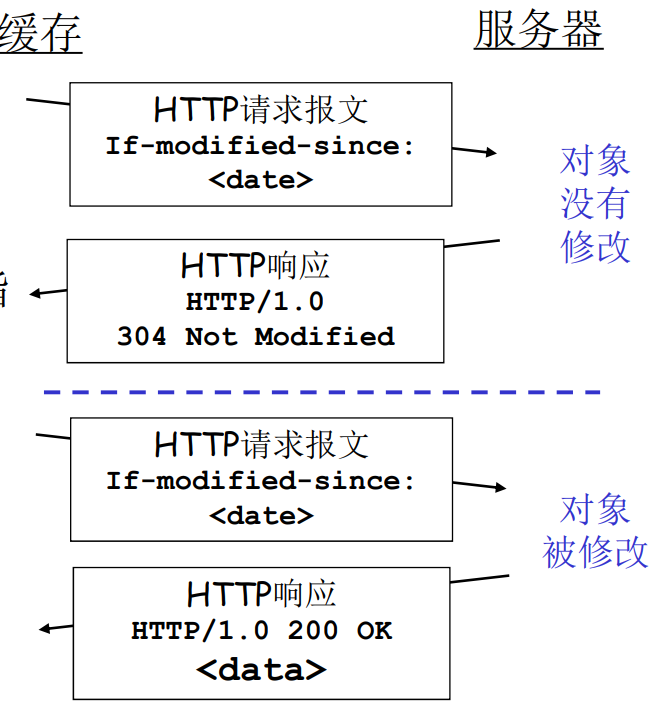 缓存
服务器
HTTP请求报文
If-modified-since:
<date>
对象
没有
修改
HTTP响应
HTTP/1.0
304 Not Modified
HTTP请求报文
If-modified-since:
<date>
对象
被修改
HTTP响应
HTTP/1.0 200 OK
<data>